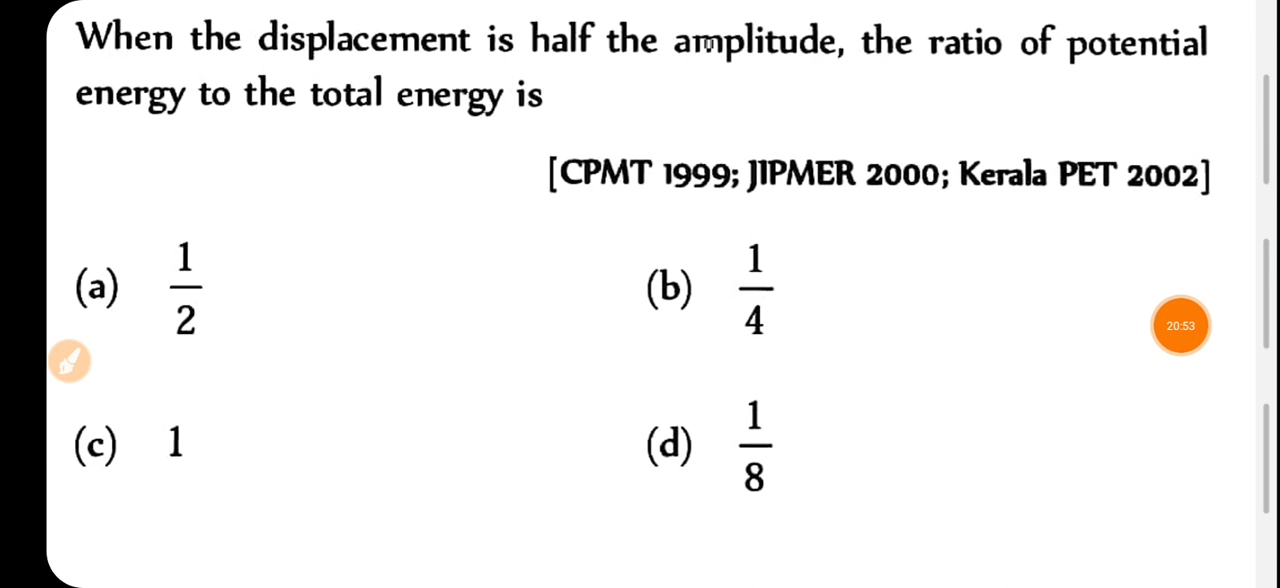 When the displacement is half the amplitude, the ratio of potential
energy to the total energy is
[CPMT 1999; JIPMER 2000; Kerala PET 2002]
(a) 1/2 (b) 1/4
20:53
(c) 1 (d) 1/8